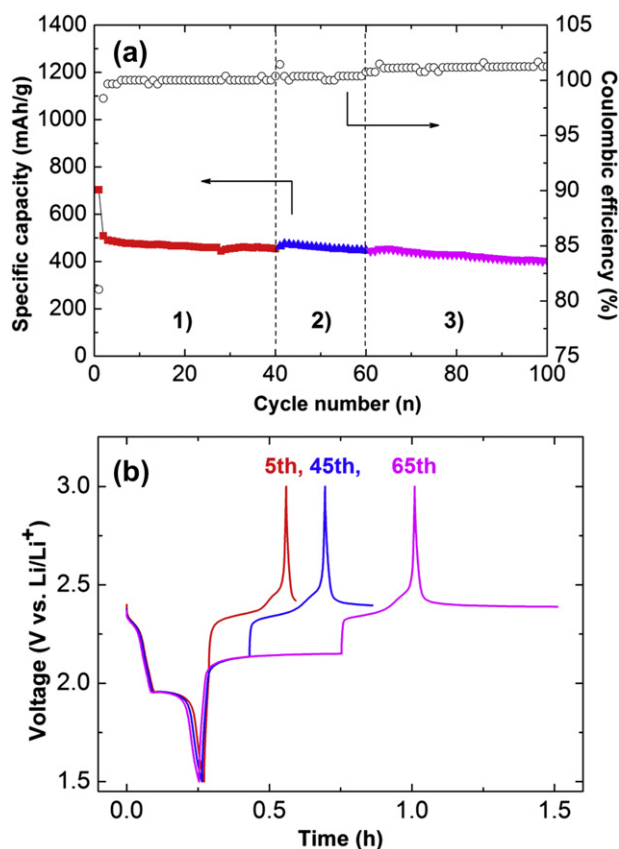 (a)
Specific capacity (mAh/g)
1400
1200
1000
800
600
400
200
0
105
100
95
90
85
80
75
Coulombic efficiency (%)
1) 2) 3)
0 20 40 60 80 100
Cycle number (n)
(b)
5th, 45th, 65th
Voltage (V vs. Li/Li+)
3.0
2.5
2.0
1.5
0.0 0.5 1.0 1.5
Time (h)